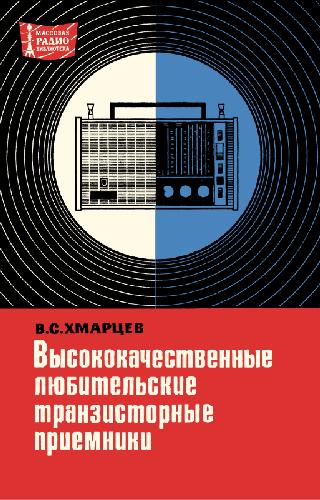 МАССОВАЯ
РАДИО
БИБЛИОТЕКА
В.С.ХМАРЦЕВ
Высококачественные
любительские
транзисторные
приемники